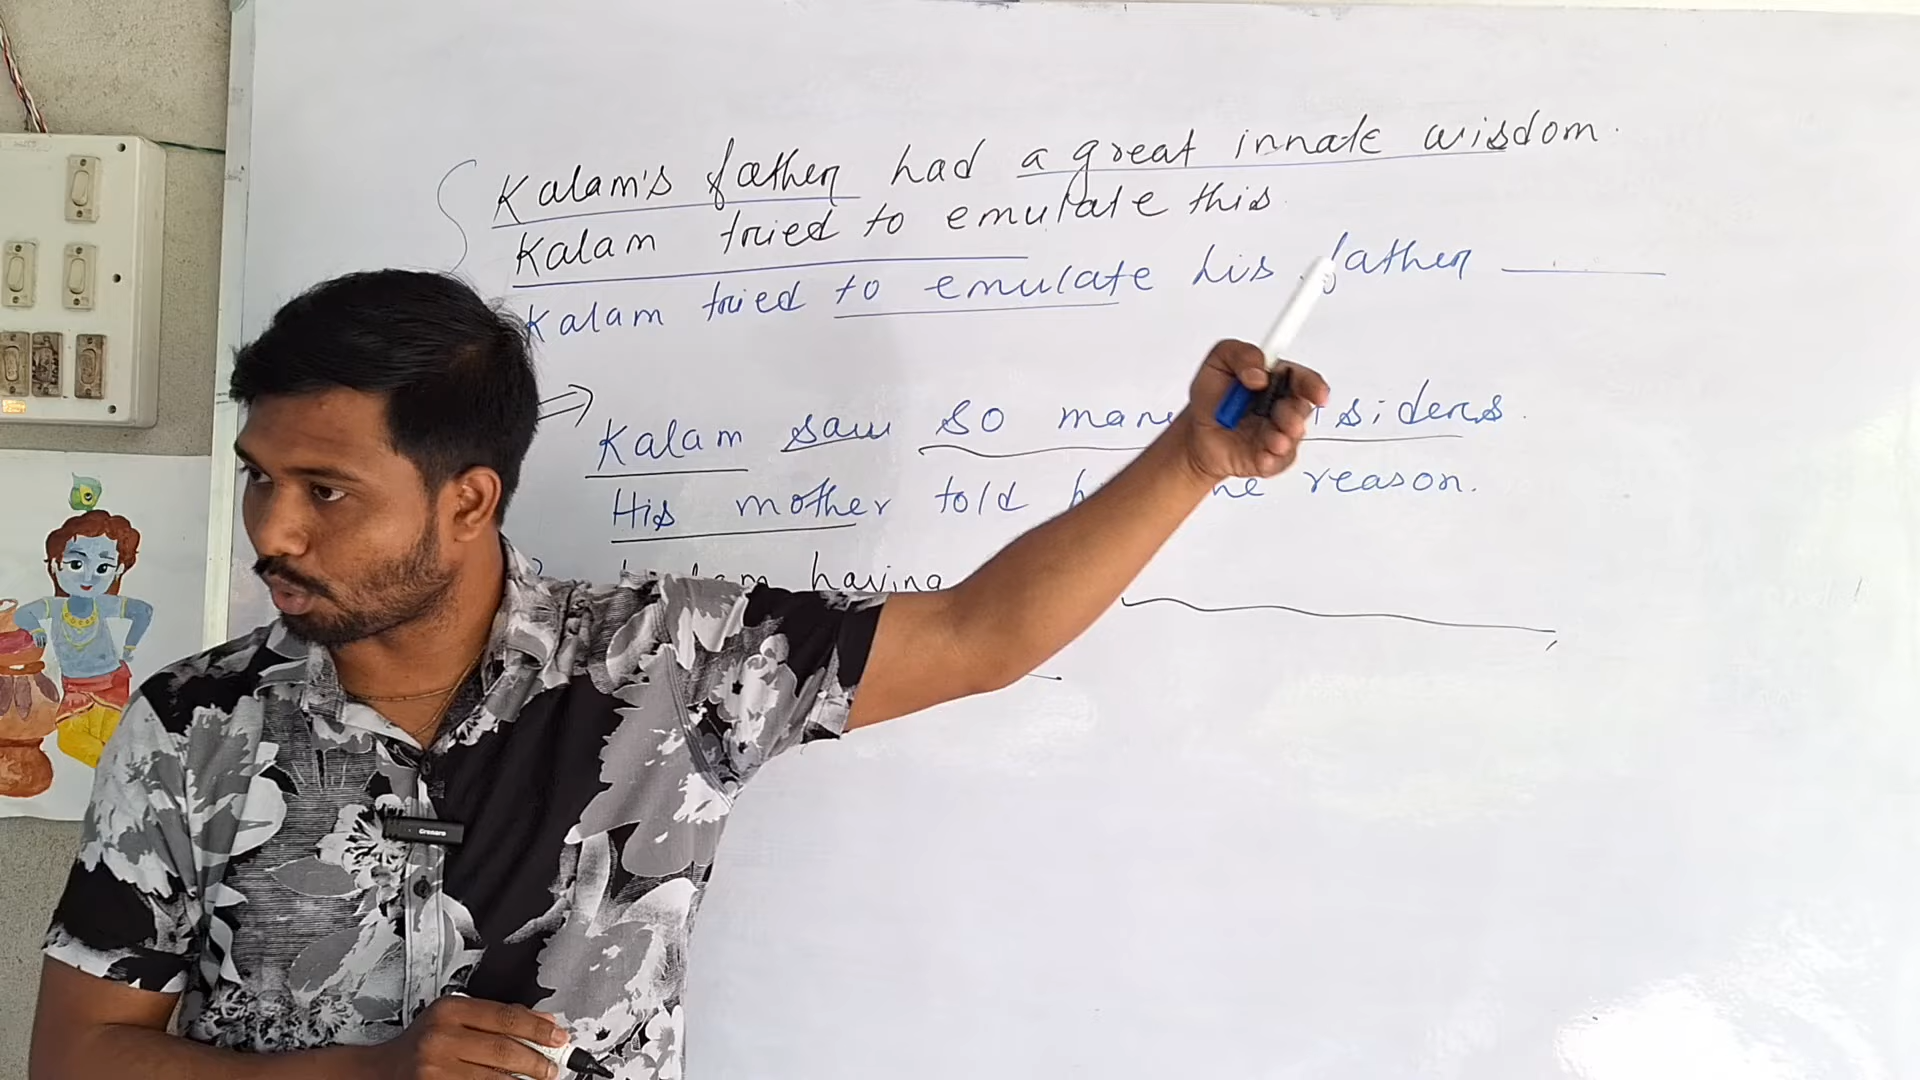 Kalam's father had a great innate wisdom.
Kalam tried to emulate this
Kalam tried to emulate his father
Kalam saw so
His mother told reason.
having
Grenaro